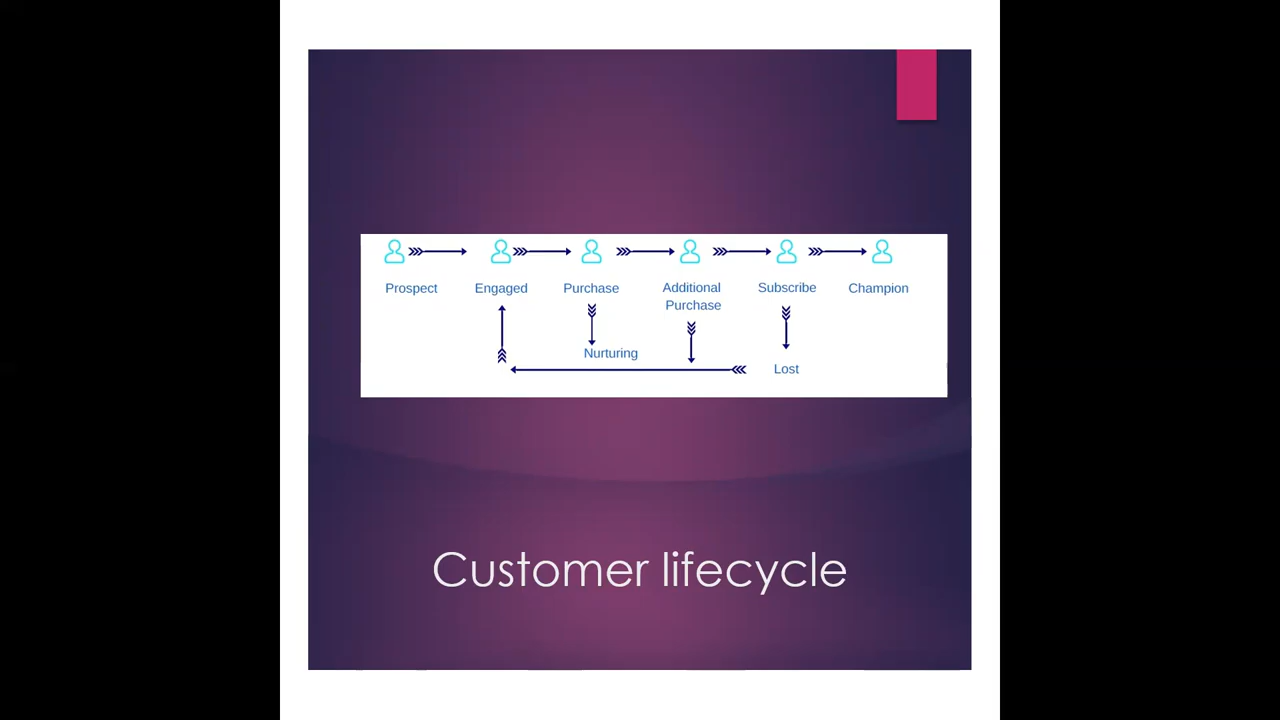 Prospect
Engaged
Purchase
Additional
Purchase
Subscribe
Champion
Nurturing
Lost
Customer lifecycle